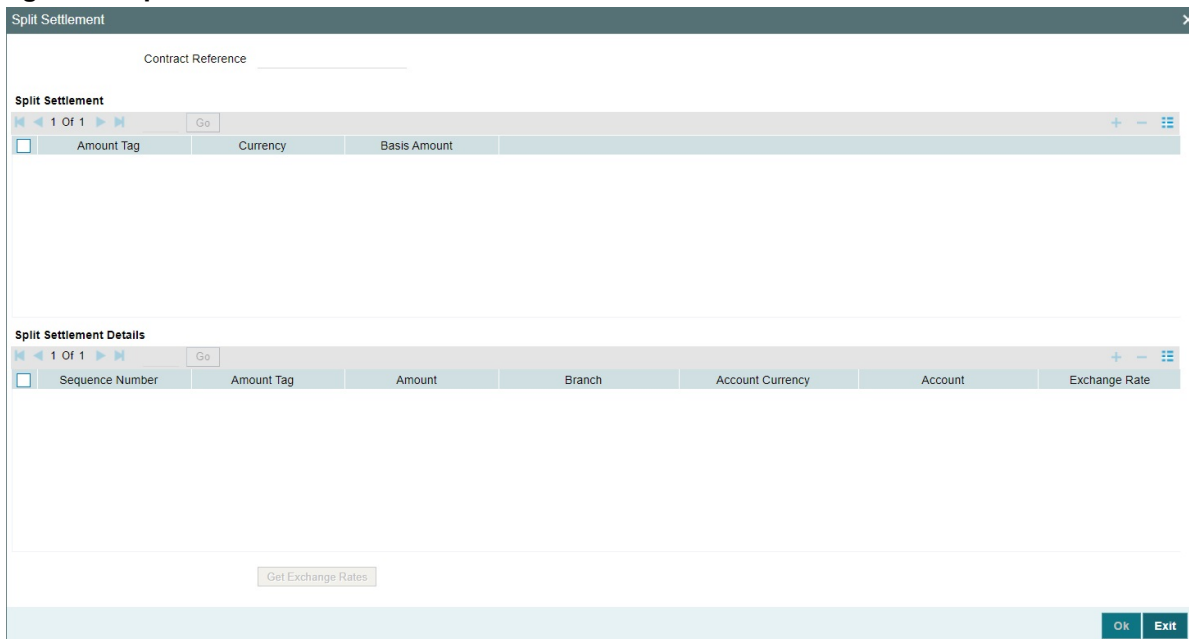 Split Settlement
Contract Reference
Split Settlement
1 Of 1 Go
Amount Tag Currency Basis Amount
Split Settlement Details
1 Of 1 Go
Sequence Number Amount Tag Amount Branch Account Currency Account Exchange Rate
Get Exchange Rates
Ok Exit